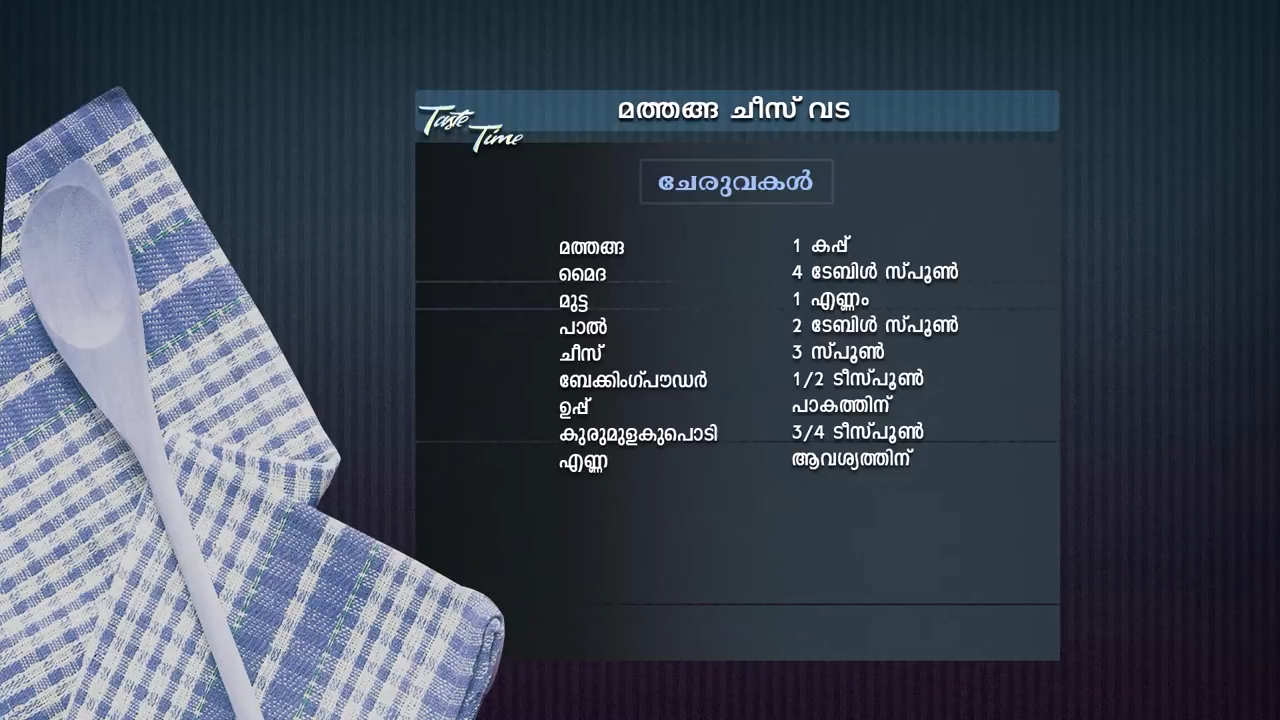 മത്തങ്ങ ചീസ് വട
Taste
Time
ചേരുവകൾ
മത്തങ്ങ 1 കപ്പ്
മൈദ 4 ടേബിൾ സ്പൂൺ
മുട്ട 1 എണ്ണം
പാൽ 2 ടേബിൾ സ്പൂൺ
ചീസ് 3 സ്പൂൺ
ബേക്കിംഗ്പൗഡർ 1/2 ടീസ്പൂൺ
ഉപ്പ് പാകത്തിന്
കുരുമുളകുപൊടി 3/4 ടീസ്പൂൺ
എണ്ണ ആവശ്യത്തിന്